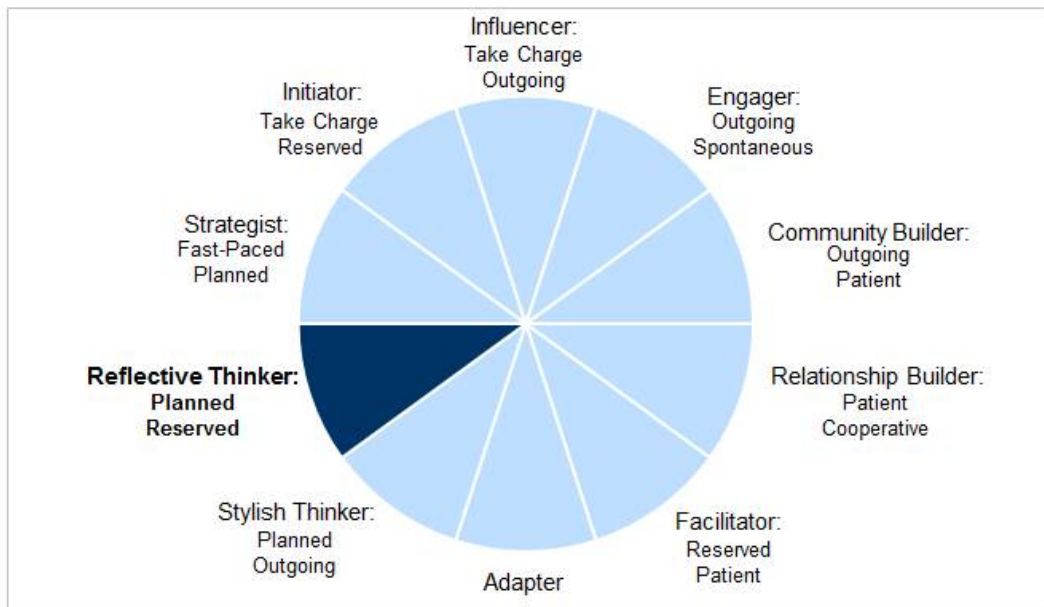 Influencer:
Take Charge
Outgoing
Engager:
Outgoing
Spontaneous
Community Builder:
Outgoing
Patient
Relationship Builder:
Patient
Cooperative
Facilitator:
Reserved
Patient
Adapter
Stylish Thinker:
Planned
Outgoing
Reflective Thinker:
Planned
Reserved
Strategist:
Fast-Paced
Planned
Initiator:
Take Charge
Reserved